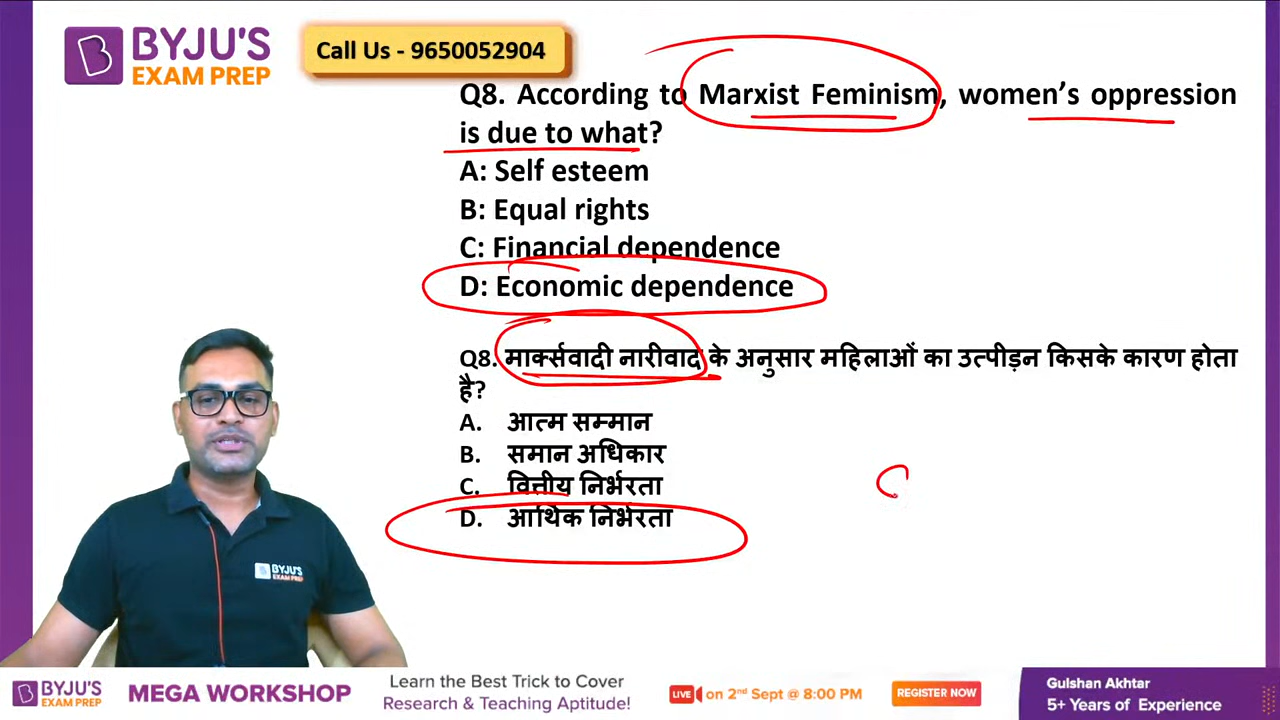 BYJU'S
EXAM PREP
Call Us - 9650052904
Q8. According to Marxist Feminism, women's oppression
is due to what?
A: Self esteem
B: Equal rights
C: Financial dependence
D: Economic dependence
Q8. मार्क्सवादी नारीवाद के अनुसार महिलाओं का उत्पीड़न किसके कारण होता
है?
A. आत्म सम्मान
B. समान अधिकार
C. वित्तीय निर्भरता
D. आर्थिक निर्भरता
BYJU'S
EXAM PREP
BYJU'S
EXAM PREP
MEGA WORKSHOP
Learn the Best Trick to Cover
Research & Teaching Aptitude!
LIVE on 2nd Sept @ 8:00 PM
REGISTER NOW
Gulshan Akhtar
5+ Years of Experience